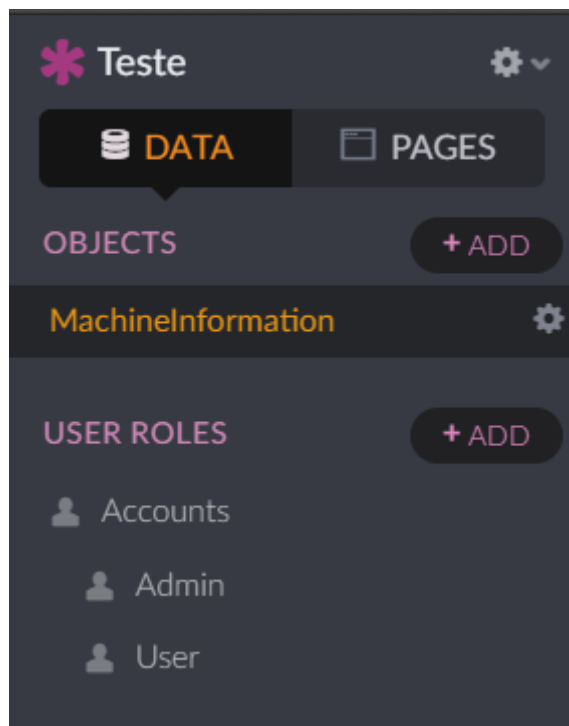 Teste
DATA PAGES
OBJECTS + ADD
MachineInformation
USER ROLES + ADD
Accounts
Admin
User